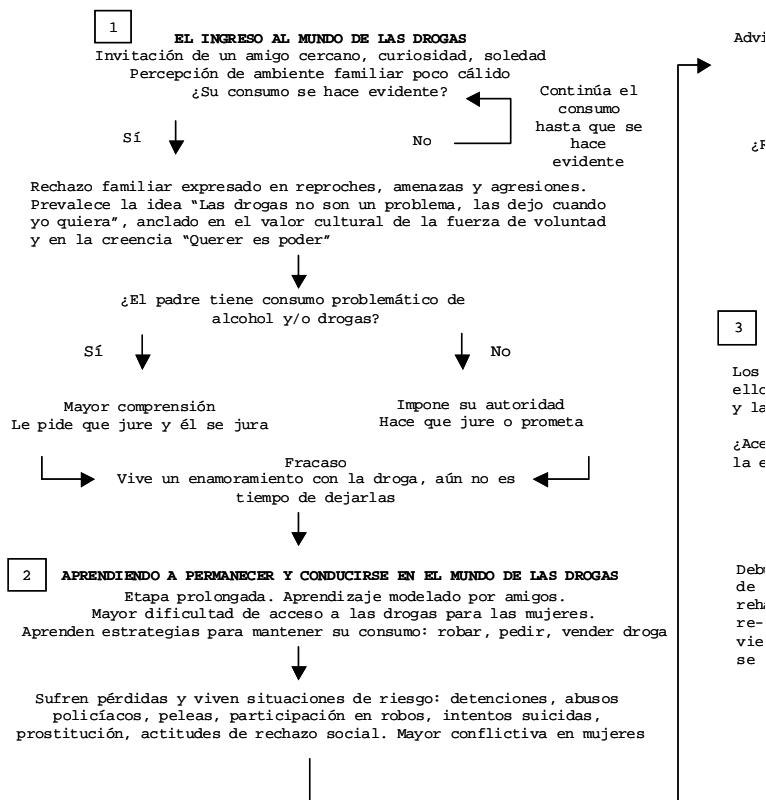 1
EL INGRESO AL MUNDO DE LAS DROGAS
Invitación de un amigo cercano, curiosidad, soledad
Percepción de ambiente familiar poco cálido
¿Su consumo se hace evidente?
Continúa el
consumo
hasta que se
hace
evidente
Sí
No
Rechazo familiar expresado en reproches, amenazas y agresiones.
Prevalece la idea “Las drogas no son un problema, las dejo cuando
yo quiera”, anclado en el valor cultural de la fuerza de voluntad
y en la creencia “Querer es poder”
¿El padre tiene consumo problemático de
alcohol y/o drogas?
Sí
No
Mayor comprensión
Le pide que jure y él se jura
Impone su autoridad
Hace que jure o prometa
Fracaso
Vive un enamoramiento con la droga, aún no es
tiempo de dejarlas
2
APRENDIENDO A PERMANECER Y CONDUCIRSE EN EL MUNDO DE LAS DROGAS
Etapa prolongada. Aprendizaje modelado por amigos.
Mayor dificultad de acceso a las drogas para las mujeres.
Aprenden estrategias para mantener su consumo: robar, pedir, vender droga
Sufren pérdidas y viven situaciones de riesgo: detenciones, abusos
policíacos, peleas, participación en robos, intentos suicidas,
prostitución, actitudes de rechazo social. Mayor conflictiva en mujeres
3
Los
y la
de
re-
se